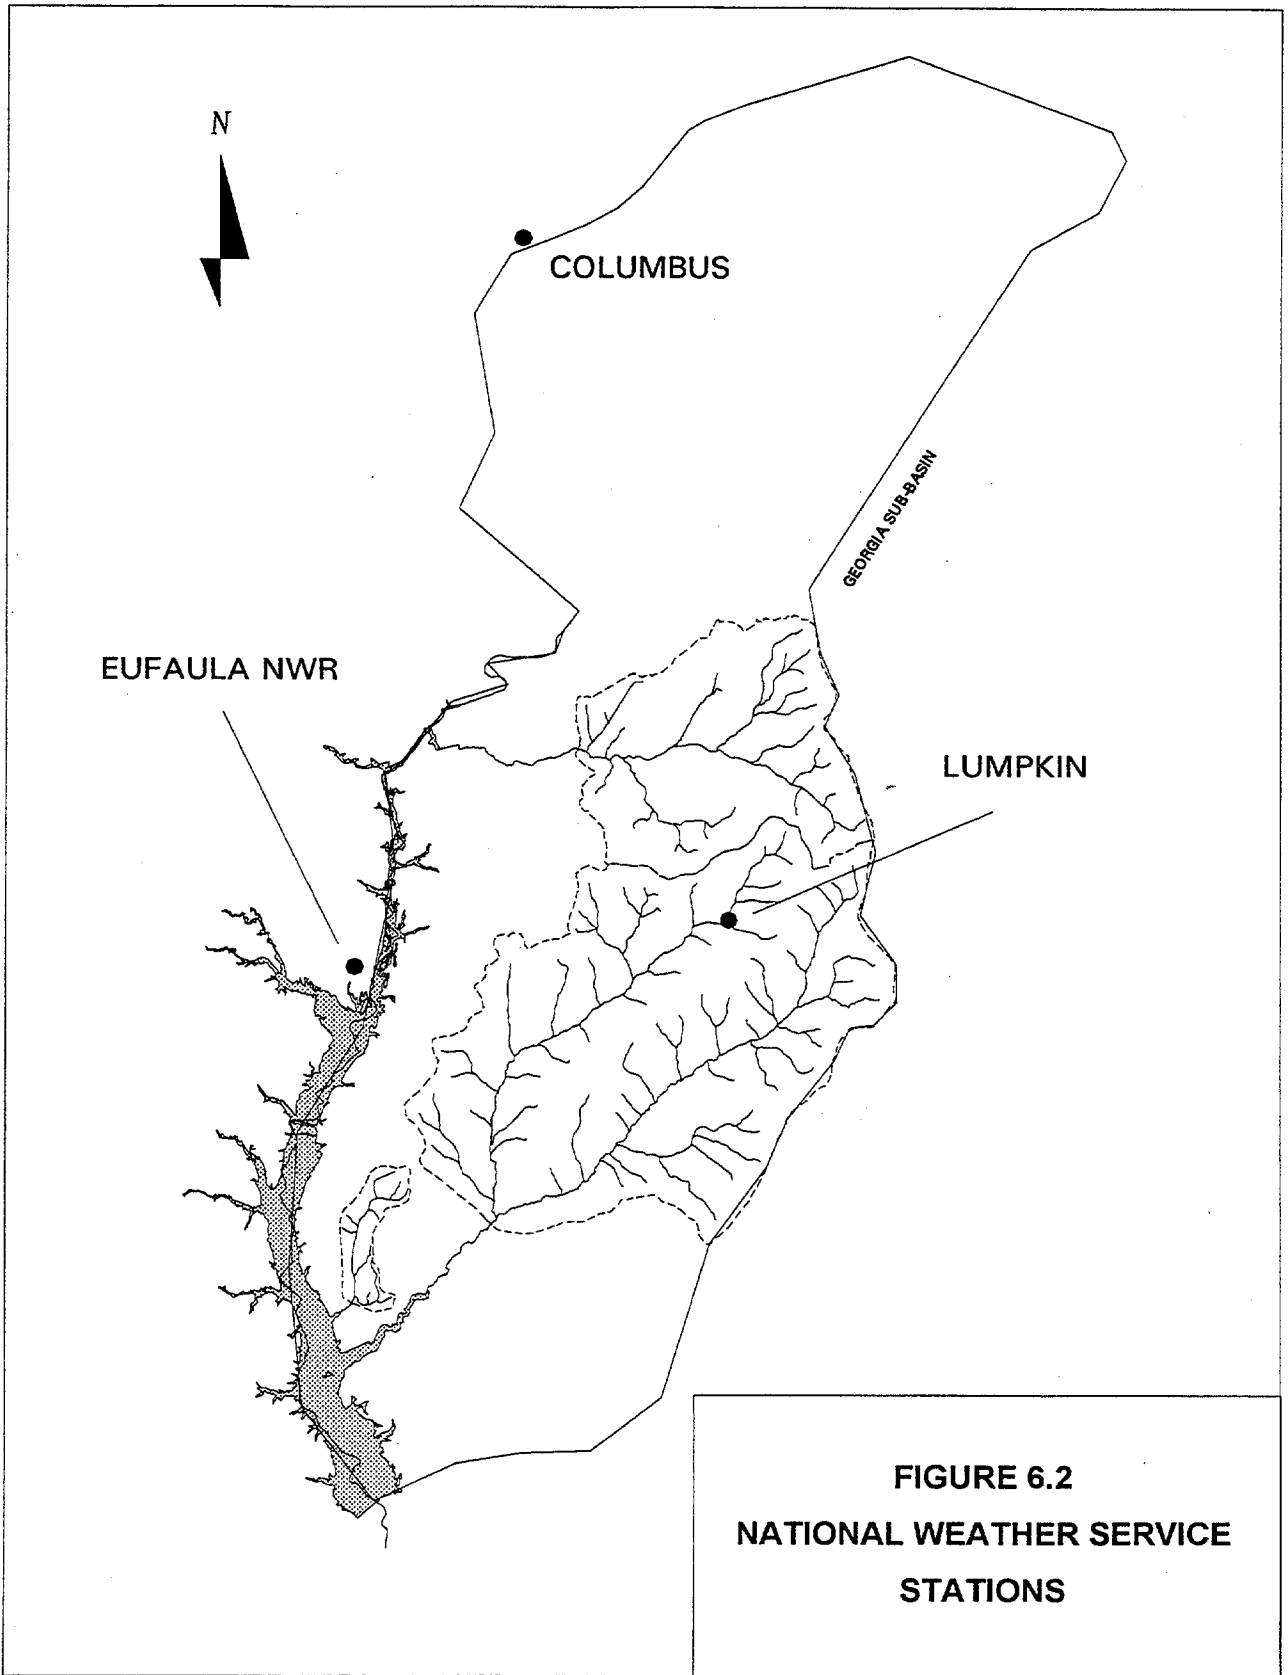 N
COLUMBUS
GEORGIA SUB-BASIN
EUFAULA NWR
LUMPKIN
FIGURE 6.2
NATIONAL WEATHER SERVICE
STATIONS